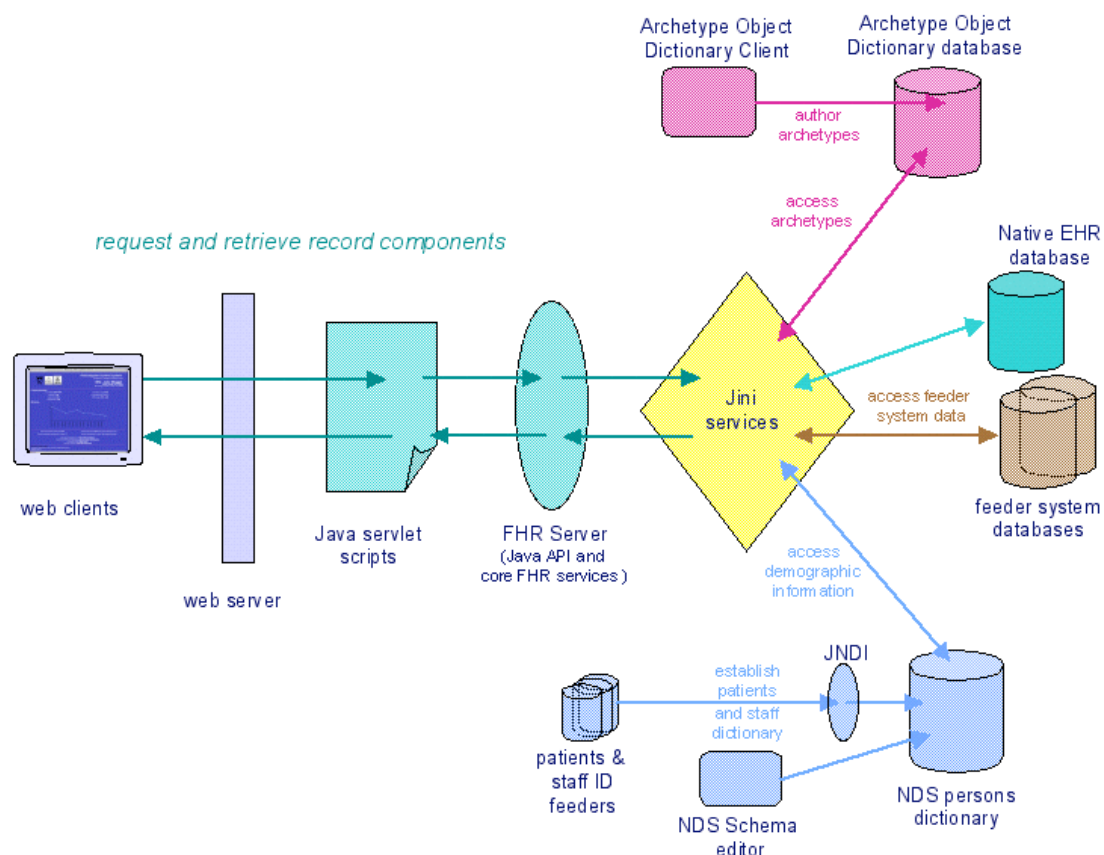 Archetype Object
Dictionary Client
Archetype Object
Dictionary database
author
archetypes
access
archetypes
request and retrieve record components
Native EHR
database
Jini
services
access feeder
system data
web clients
Java servlet
scripts
FHR Server
(Java API and
core FHR services)
feeder system
databases
web server
access
demographic
information
JNDI
establish
patients
and staff
dictionary
patients &
staff ID
feeders
NDS Schema
editor
NDS persons
dictionary